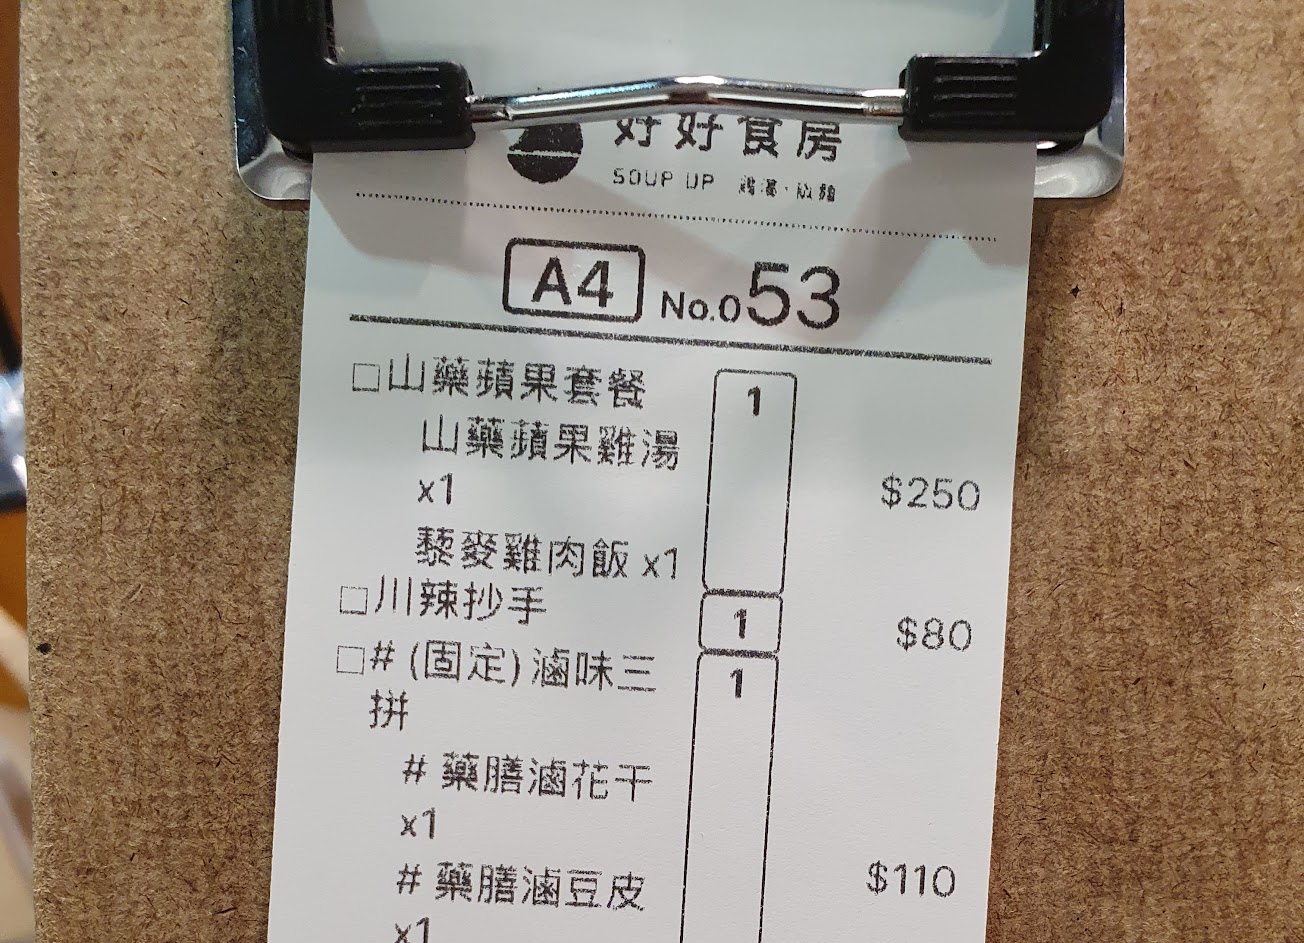 好好食房
SOUP UP 雞湯·飯麵
A4 No.053
□山藥蘋果套餐 1
山藥蘋果雞湯
x1 $250
藜麥雞肉飯 x1
□川辣抄手 1 $80
□# (固定) 滷味三 1
拼
# 藥膳滷花干
x1
# 藥膳滷豆皮 $110
x1